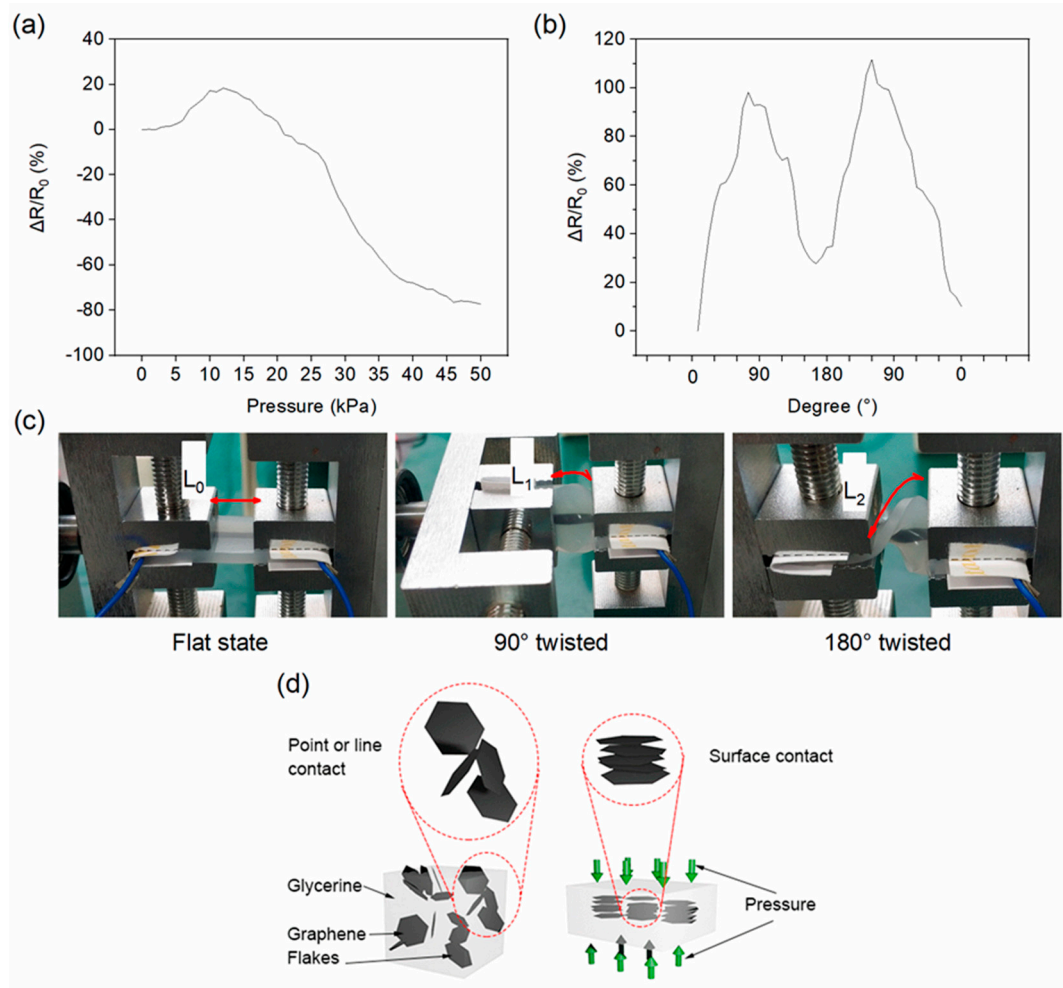 (a)
40
20
0
-20
-40
-60
-80
-100
ΔR/R0 (%)
0 5 10 15 20 25 30 35 40 45 50
Pressure (kPa)
(b)
120
100
80
60
40
20
0
ΔR/R0 (%)
0 90 180 90 0
Degree (°)
(c)
L0
L1
L2
Flat state
90° twisted
180° twisted
(d)
Point or line
contact
Surface contact
Glycerine
Graphene
Flakes
Pressure